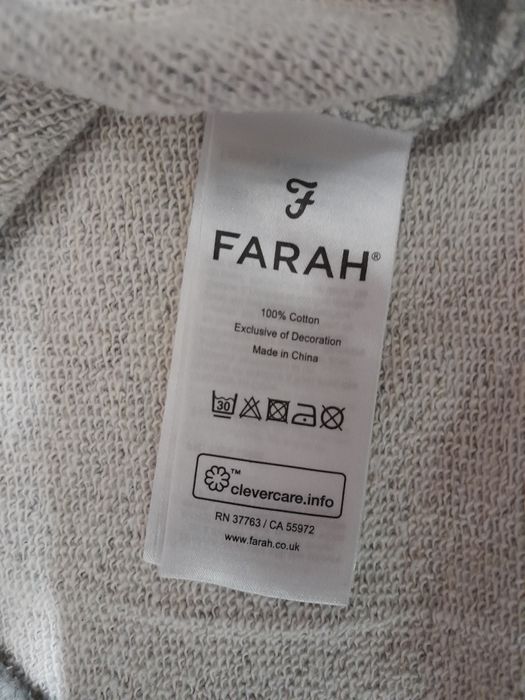 FARAH®
100% Cotton
Exclusive of Decoration
Made in China
30
™
clevercare.info
RN 37763 / CA 55972
www.farah.co.uk